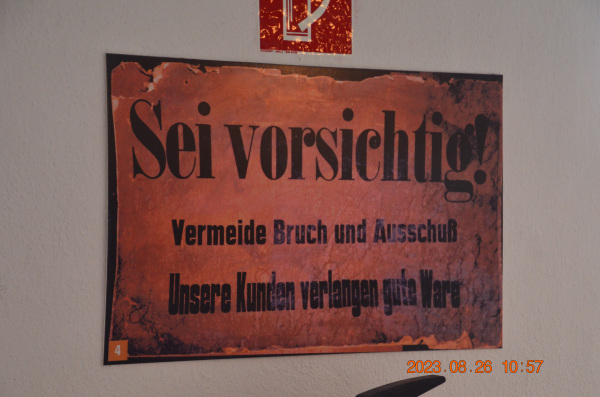 Sei vorsichtig!
Vermeide Bruch und Ausschuß
Unsere Kunden verlangen gute Ware
4
2023.08.26 10:57